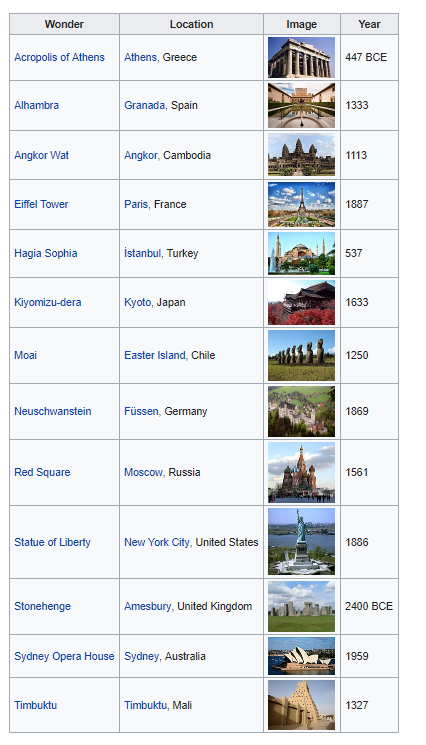 Wonder Location Image Year
Acropolis of Athens Athens, Greece 447 BCE
Alhambra Granada, Spain 1333
Angkor Wat Angkor, Cambodia 1113
Eiffel Tower Paris, France 1887
Hagia Sophia İstanbul, Turkey 537
Kiyomizu-dera Kyoto, Japan 1633
Moai Easter Island, Chile 1250
Neuschwanstein Füssen, Germany 1869
Red Square Moscow, Russia 1561
Statue of Liberty New York City, United States 1886
Stonehenge Amesbury, United Kingdom 2400 BCE
Sydney Opera House Sydney, Australia 1959
Timbuktu Timbuktu, Mali 1327